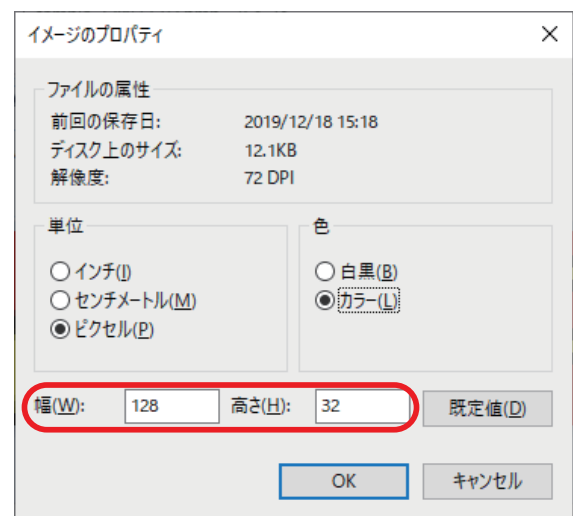 イメージのプロパティ
ファイルの属性
前回の保存日: 2019/12/18 15:18
ディスク上のサイズ: 12.1KB
解像度: 72 DPI
単位
インチ(I)
センチメートル(M)
ピクセル(P)
色
白黒(B)
カラー(L)
幅(W): 128 高さ(H): 32 既定値(D)
OK キャンセル